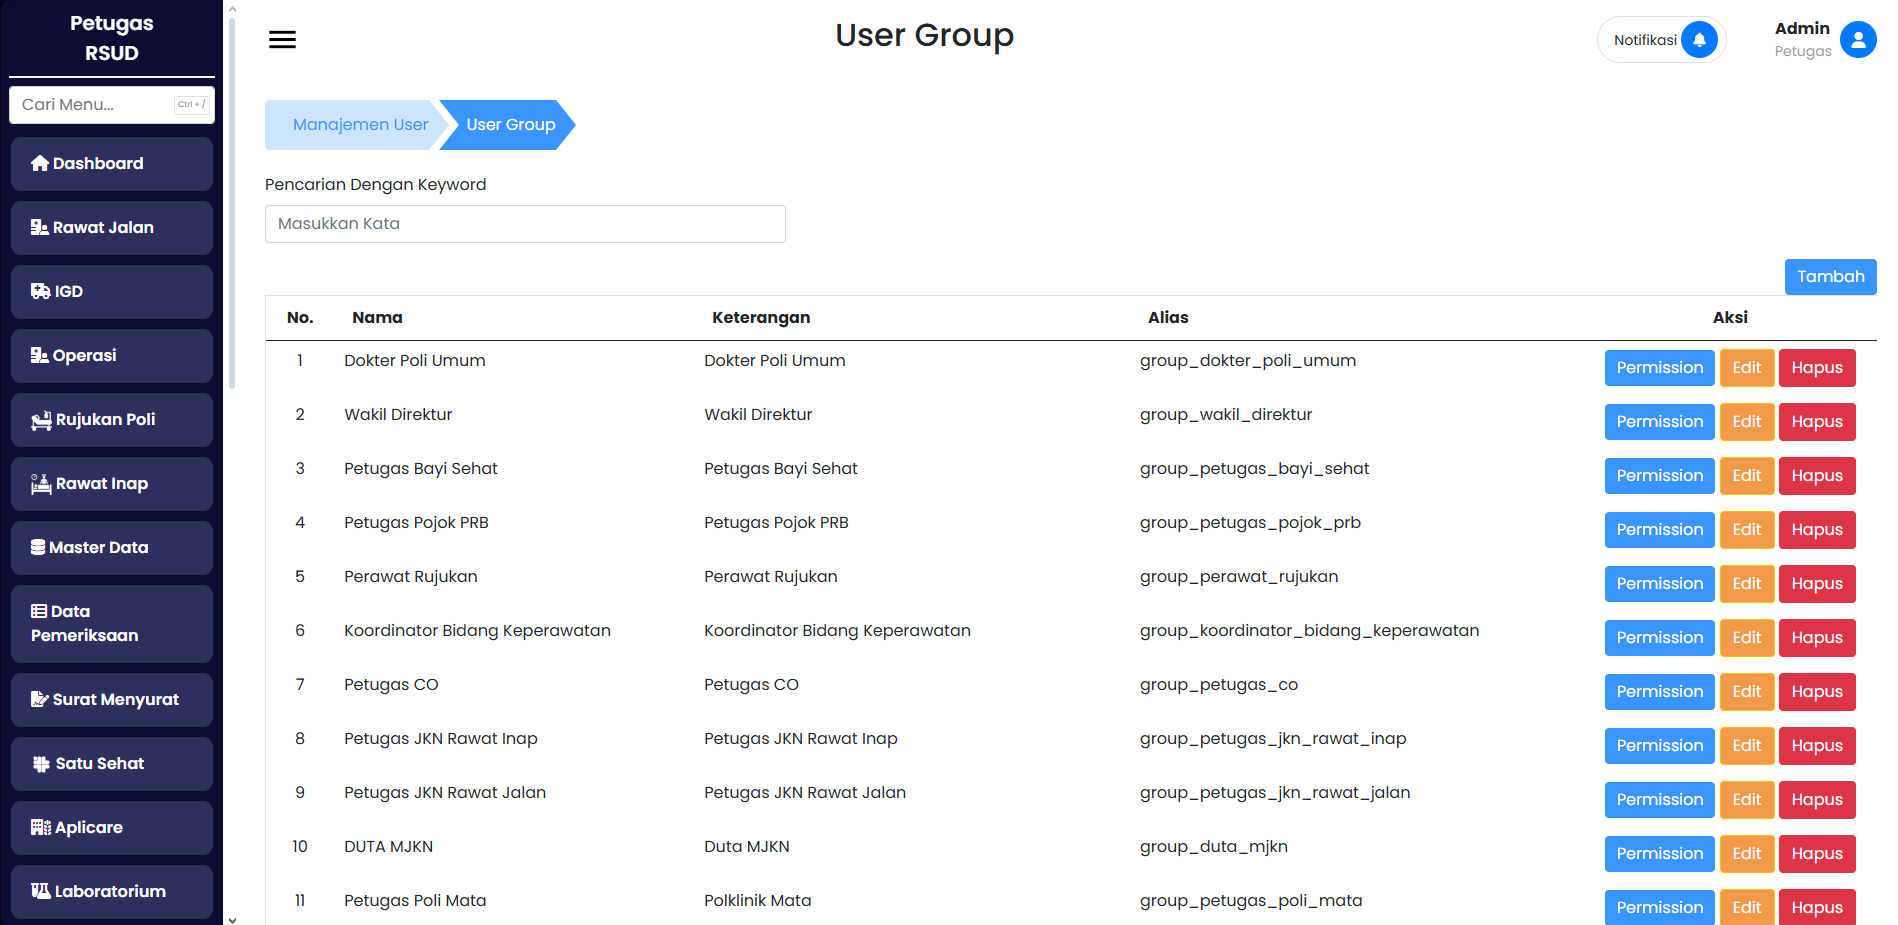 Petugas
RSUD
Cari Menu...
Ctrl + /
Dashboard
Rawat Jalan
IGD
Operasi
Rujukan Poli
Rawat Inap
Master Data
Data
Pemeriksaan
Surat Menyurat
Satu Sehat
Aplicare
Laboratorium
User Group
Notifikasi
Admin
Petugas
Manajemen User
User Group
Pencarian Dengan Keyword
Masukkan Kata
Tambah
No. Nama Keterangan Alias Aksi
1 Dokter Poli Umum Dokter Poli Umum group_dokter_poli_umum Permission Edit Hapus
2 Wakil Direktur Wakil Direktur group_wakil_direktur Permission Edit Hapus
3 Petugas Bayi Sehat Petugas Bayi Sehat group_petugas_bayi_sehat Permission Edit Hapus
4 Petugas Pojok PRB Petugas Pojok PRB group_petugas_pojok_prb Permission Edit Hapus
5 Perawat Rujukan Perawat Rujukan group_perawat_rujukan Permission Edit Hapus
6 Koordinator Bidang Keperawatan Koordinator Bidang Keperawatan group_koordinator_bidang_keperawatan Permission Edit Hapus
7 Petugas CO Petugas CO group_petugas_co Permission Edit Hapus
8 Petugas JKN Rawat Inap Petugas JKN Rawat Inap group_petugas_jkn_rawat_inap Permission Edit Hapus
9 Petugas JKN Rawat Jalan Petugas JKN Rawat Jalan group_petugas_jkn_rawat_jalan Permission Edit Hapus
10 DUTA MJKN Duta MJKN group_duta_mjkn Permission Edit Hapus
11 Petugas Poli Mata Polklinik Mata group_petugas_poli_mata Permission Edit Hapus